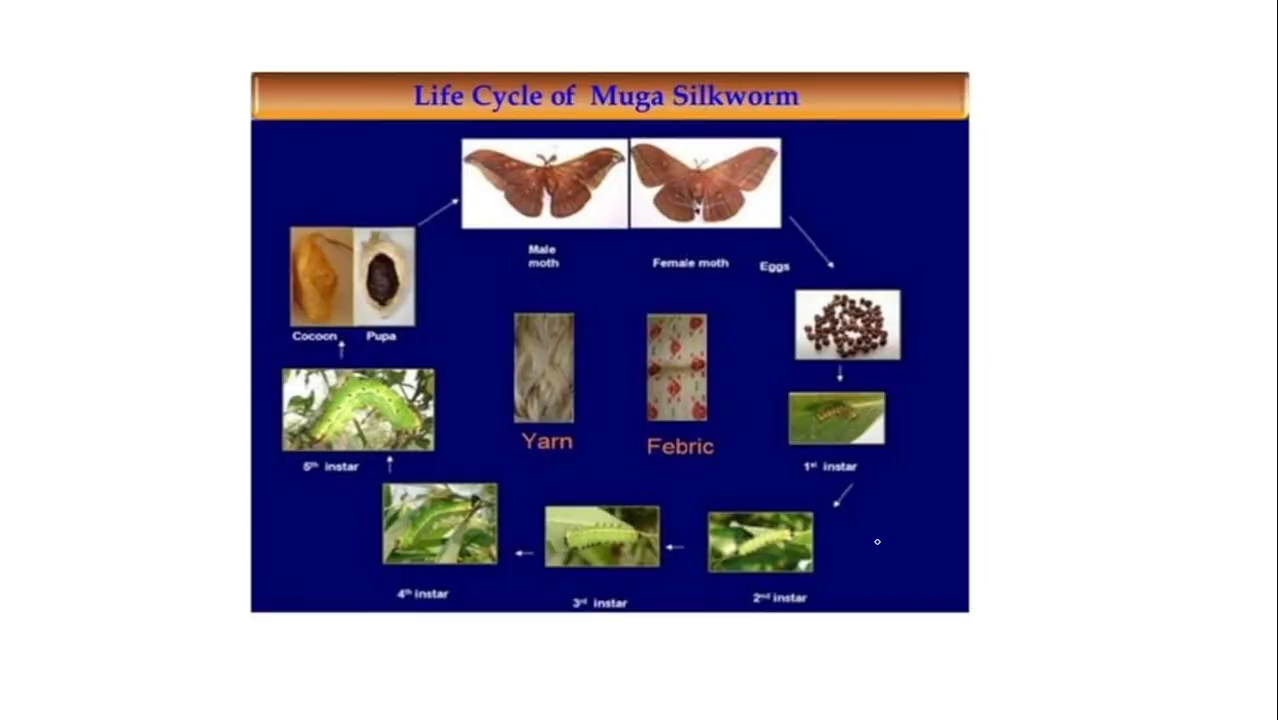 Life Cycle of Muga Silkworm
Male
moth
Female moth
Eggs
Cocoon
Pupa
Yarn
Febric
5th instar
1st instar
4th instar
3rd instar
2nd instar